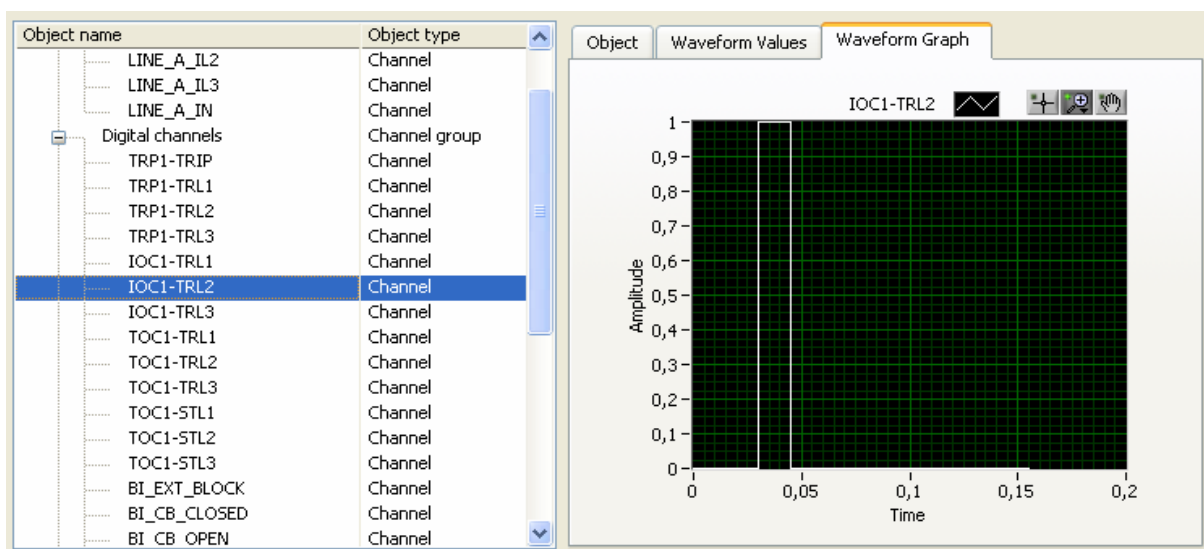 Object name Object type
LINE_A_IL2 Channel
LINE_A_IL3 Channel
LINE_A_IN Channel
Digital channels Channel group
TRP1-TRIP Channel
TRP1-TRL1 Channel
TRP1-TRL2 Channel
TRP1-TRL3 Channel
IOC1-TRL1 Channel
IOC1-TRL2 Channel
IOC1-TRL3 Channel
TOC1-TRL1 Channel
TOC1-TRL2 Channel
TOC1-TRL3 Channel
TOC1-STL1 Channel
TOC1-STL2 Channel
TOC1-STL3 Channel
BI_EXT_BLOCK Channel
BI_CB_CLOSED Channel
BI_CB_OPEN Channel
Object Waveform Values Waveform Graph
IOC1-TRL2
Amplitude
1
0,9
0,8
0,7
0,6
0,5
0,4
0,3
0,2
0,1
0
0 0,05 0,1 0,15 0,2
Time